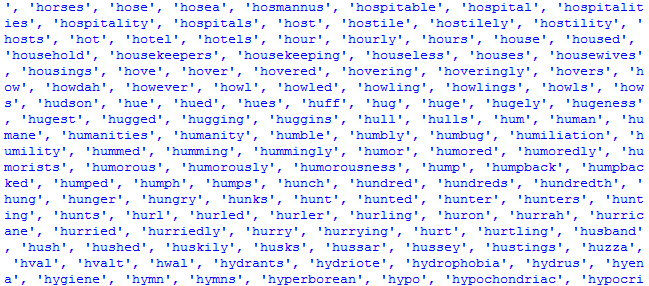 ', 'horses', 'hose', 'hosea', 'hosmannus', 'hospitable', 'hospital', 'hospitalit
ies', 'hospitality', 'hospitals', 'host', 'hostile', 'hostilely', 'hostility', '
hosts', 'hot', 'hotel', 'hotels', 'hour', 'hourly', 'hours', 'house', 'housed',
'household', 'housekeepers', 'housekeeping', 'houseless', 'houses', 'housewives'
, 'housings', 'hove', 'hover', 'hovered', 'hovering', 'hoveringly', 'hovers', 'h
ow', 'howdah', 'however', 'howl', 'howled', 'howling', 'howlings', 'howls', 'how
s', 'hudson', 'hue', 'hued', 'hues', 'huff', 'hug', 'huge', 'hugely', 'hugeness'
, 'hugest', 'hugged', 'hugging', 'huggins', 'hull', 'hulls', 'hum', 'human', 'hu
mane', 'humanities', 'humanity', 'humble', 'humbly', 'humbug', 'humiliation', 'h
umility', 'hummed', 'humming', 'hummingly', 'humor', 'humored', 'humoredly', 'hu
morists', 'humorous', 'humorously', 'humorousness', 'hump', 'humpback', 'humpbac
ked', 'humped', 'humph', 'humps', 'hunch', 'hundred', 'hundreds', 'hundredth', '
hung', 'hunger', 'hungry', 'hunks', 'hunt', 'hunted', 'hunter', 'hunters', 'hunt
ing', 'hunts', 'hurl', 'hurled', 'hurler', 'hurling', 'huron', 'hurrah', 'hurric
ane', 'hurried', 'hurriedly', 'hurry', 'hurrying', 'hurt', 'hurtling', 'husband'
, 'hush', 'hushed', 'huskily', 'husks', 'hussar', 'hussey', 'hustings', 'huzza',
'hval', 'hvalt', 'hwal', 'hydrants', 'hydriote', 'hydrophobia', 'hydrus', 'hyen
a', 'hygiene', 'hymn', 'hymns', 'hyperborean', 'hypo', 'hypochondriac', 'hypocri